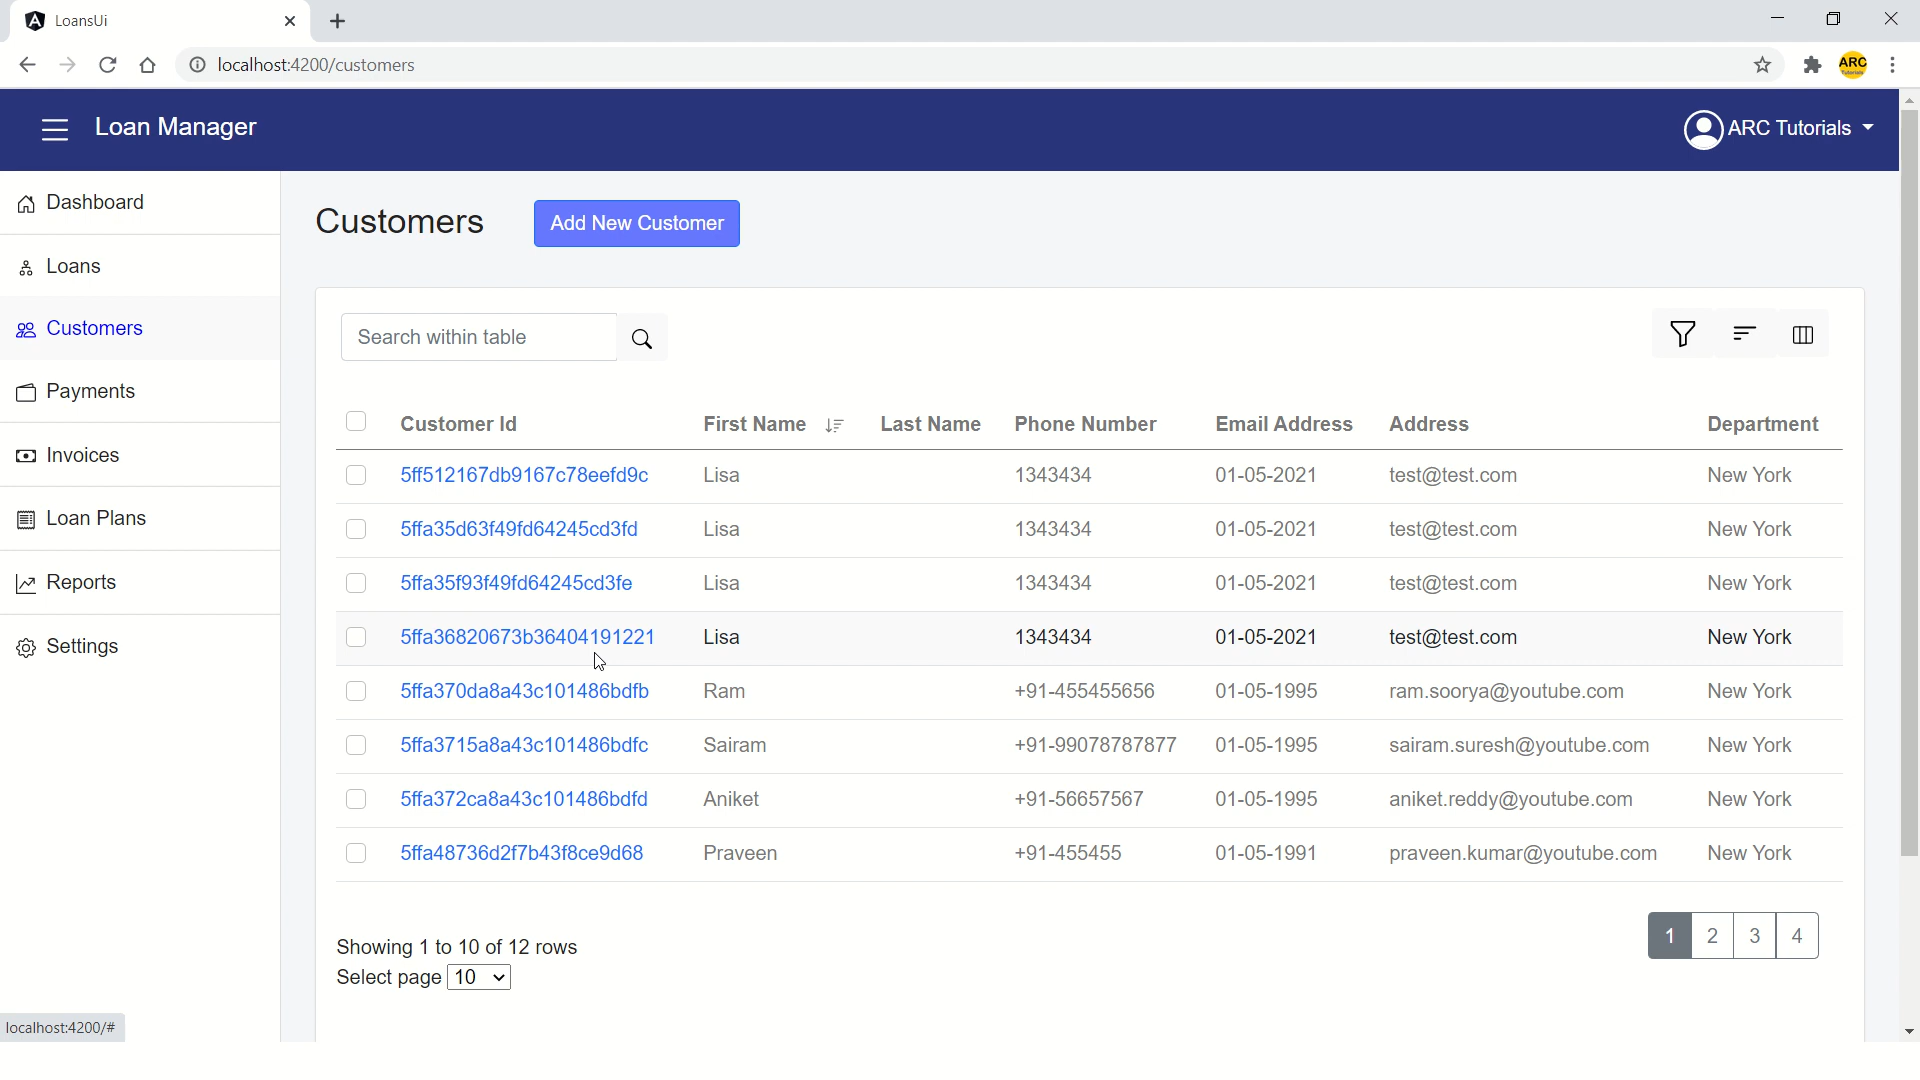 LoansUi
localhost:4200/customers
ARC
Tutorials
Loan Manager
ARC Tutorials
Dashboard
Loans
Customers
Payments
Invoices
Loan Plans
Reports
Settings
Customers
Add New Customer
Search within table
Customer Id First Name Last Name Phone Number Email Address Address Department
5ff512167db9167c78eefd9c Lisa 1343434 01-05-2021 test@test.com New York
5ffa35d63f49fd64245cd3fd Lisa 1343434 01-05-2021 test@test.com New York
5ffa35f93f49fd64245cd3fe Lisa 1343434 01-05-2021 test@test.com New York
5ffa36820673b36404191221 Lisa 1343434 01-05-2021 test@test.com New York
5ffa370da8a43c101486bdfb Ram +91-455455656 01-05-1995 ram.soorya@youtube.com New York
5ffa3715a8a43c101486bdfc Sairam +91-99078787877 01-05-1995 sairam.suresh@youtube.com New York
5ffa372ca8a43c101486bdfd Aniket +91-56657567 01-05-1995 aniket.reddy@youtube.com New York
5ffa48736d2f7b43f8ce9d68 Praveen +91-455455 01-05-1991 praveen.kumar@youtube.com New York
Showing 1 to 10 of 12 rows
Select page 10
1 2 3 4
localhost:4200/#